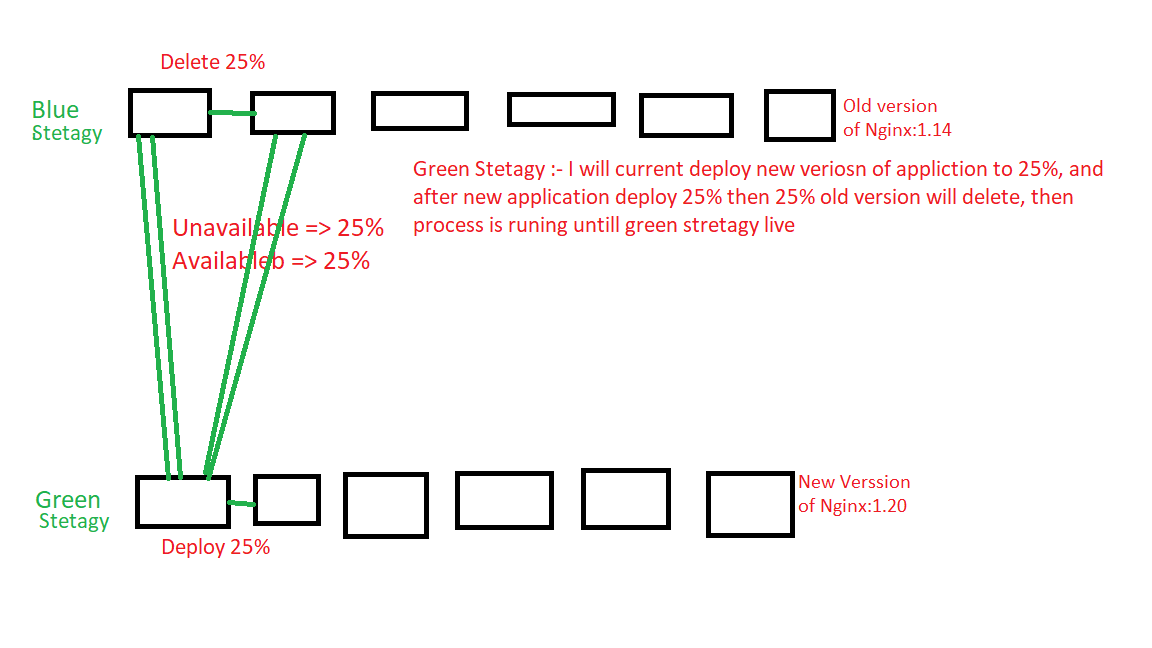 Delete 25%
Blue
Stetagy
Old version
of Nginx:1.14
Green Stetagy :- I will current deploy new veriosn of appliction to 25%, and
after new application deploy 25% then 25% old version will delete, then
process is runing untill green stretagy live
Unavailable => 25%
Availableb => 25%
Green
Stetagy
New Verssion
of Nginx:1.20
Deploy 25%